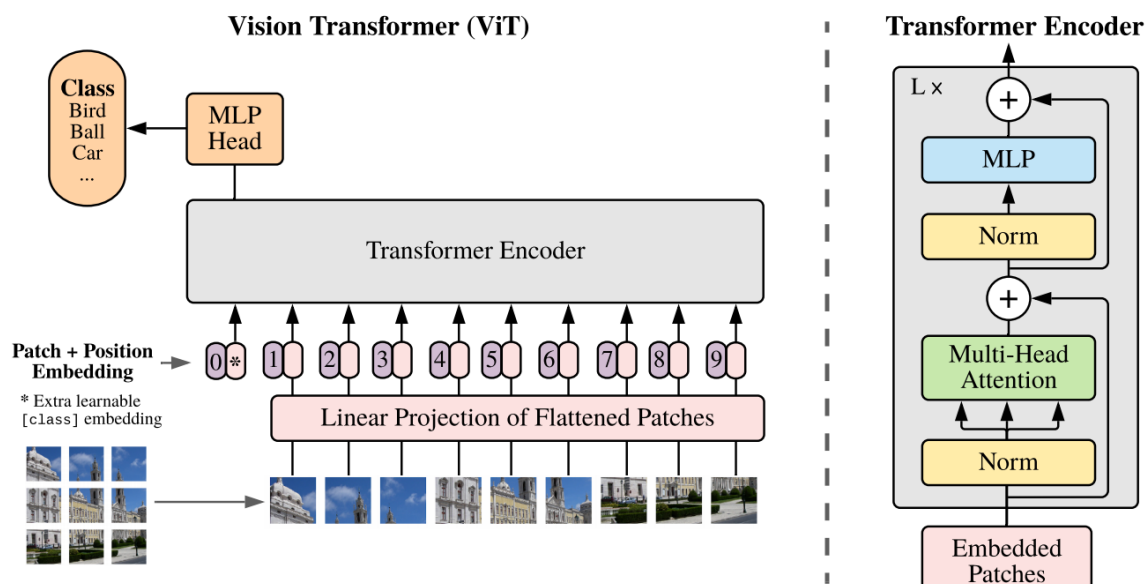 Vision Transformer (ViT)
Class
Bird
Ball
Car
...
MLP
Head
Transformer Encoder
Patch + Position
Embedding
0 * 1 2 3 4 5 6 7 8 9
* Extra learnable
[class] embedding
Linear Projection of Flattened Patches
Transformer Encoder
L ×
+
MLP
Norm
+
Multi-Head
Attention
Norm
Embedded
Patches